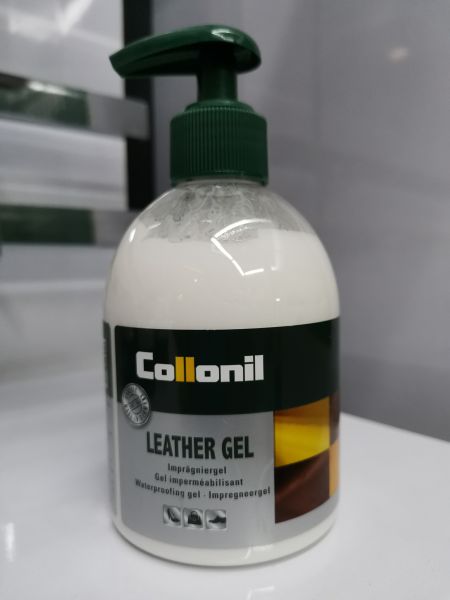 Collonil
LEATHER GEL
Imprägniergel
Gel imperméabilisant
Waterproofing gel · Impregneergel